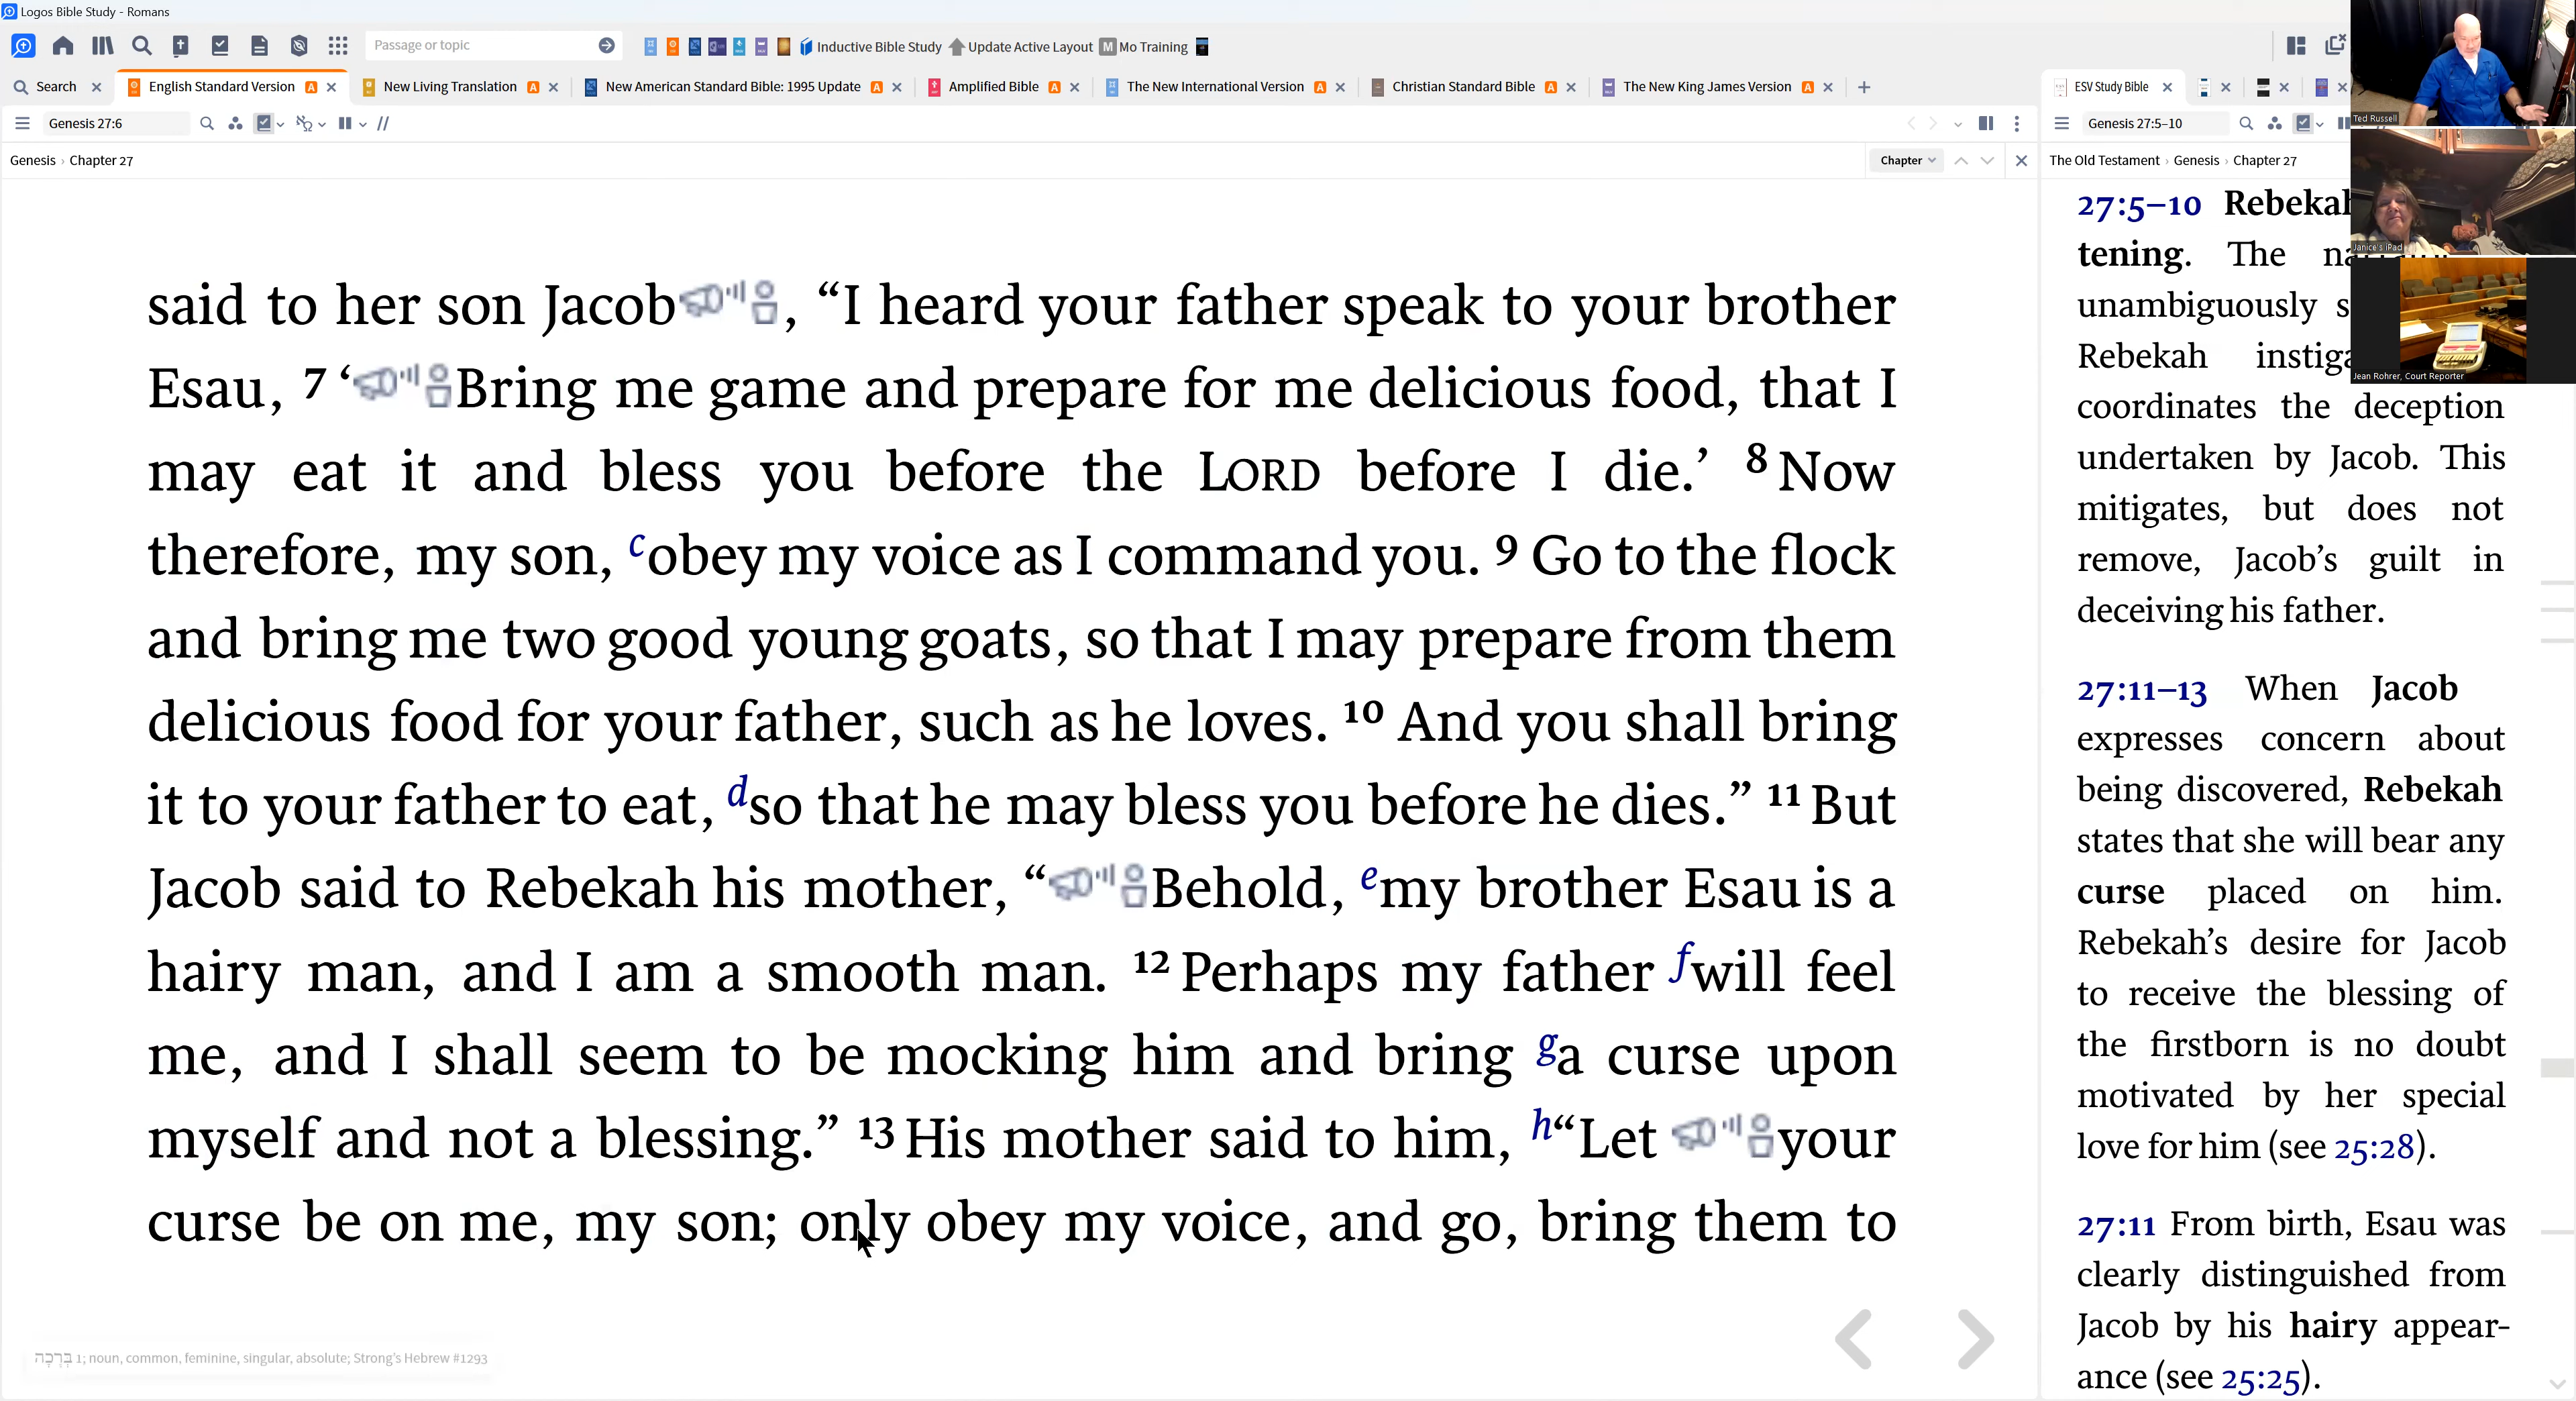 Logos Bible Study - Romans
Passage or topic
Inductive Bible Study Update Active Layout M Mo Training
Search English Standard Version A New Living Translation A New American Standard Bible: 1995 Update A Amplified Bible A The New International Version A Christian Standard Bible A The New King James Version A
ESV Study Bible
Genesis 27:6
Genesis 27:5–10
Genesis › Chapter 27
Chapter
The Old Testament › Genesis › Chapter 27
said to her son Jacob, “I heard your father speak to your brother
Esau, 7 ‘Bring me game and prepare for me delicious food, that I
may eat it and bless you before the LORD before I die.’ 8 Now
therefore, my son, cobey my voice as I command you. 9 Go to the flock
and bring me two good young goats, so that I may prepare from them
delicious food for your father, such as he loves. 10 And you shall bring
it to your father to eat, dso that he may bless you before he dies.” 11 But
Jacob said to Rebekah his mother, “Behold, emy brother Esau is a
hairy man, and I am a smooth man. 12 Perhaps my father fwill feel
me, and I shall seem to be mocking him and bring ga curse upon
myself and not a blessing.” 13 His mother said to him, h“Let your
curse be on me, my son; only obey my voice, and go, bring them to
בְּרָכָה 1; noun, common, feminine, singular, absolute; Strong's Hebrew #1293
27:5–10 Rebekah
tening. The
unambiguously
Rebekah
coordinates the deception
undertaken by Jacob. This
mitigates, but does not
remove, Jacob’s guilt in
deceiving his father.
27:11–13 When Jacob
expresses concern about
being discovered, Rebekah
states that she will bear any
curse placed on him.
Rebekah’s desire for Jacob
to receive the blessing of
the firstborn is no doubt
motivated by her special
love for him (see 25:28).
27:11 From birth, Esau was
clearly distinguished from
Jacob by his hairy appear-
ance (see 25:25).
Ted Russell
Janice's iPad
Jean Rohrer, Court Reporter